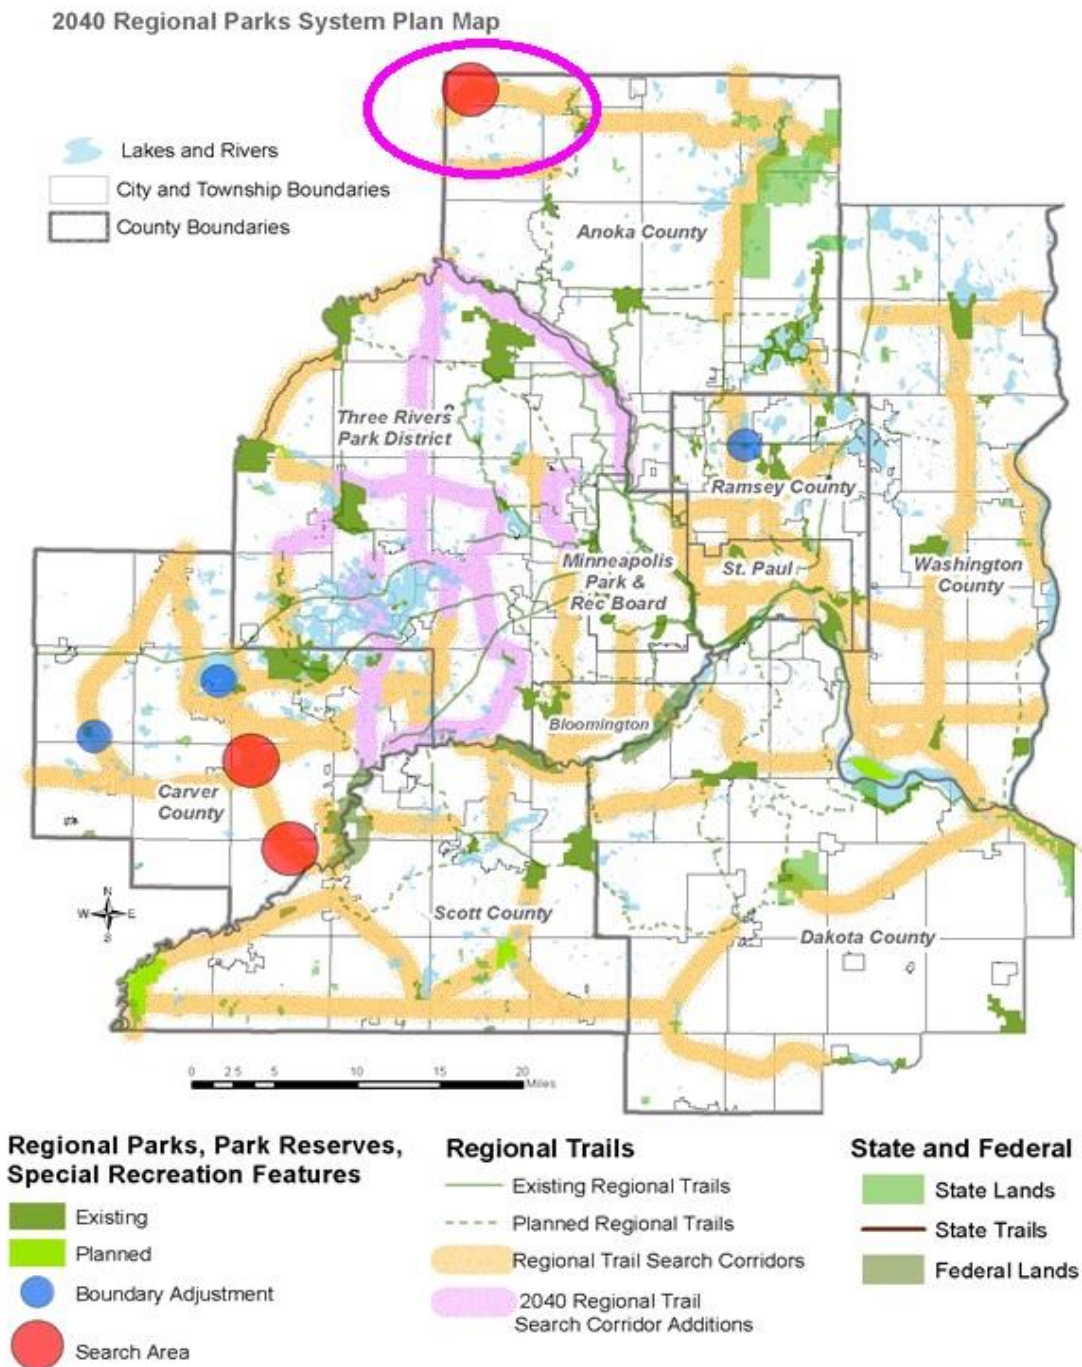 2040 Regional Parks System Plan Map
Lakes and Rivers
City and Township Boundaries
County Boundaries
Anoka County
Three Rivers
Park District
Ramsey County
Minneapolis
Park &
Rec Board
St. Paul
Washington
County
Bloomington
Carver
County
N
W E
S
Scott County
Dakota County
0 2.5 5 10 15 20
Miles
Regional Parks, Park Reserves,
Special Recreation Features
Existing
Planned
Boundary Adjustment
Search Area
Regional Trails
Existing Regional Trails
Planned Regional Trails
Regional Trail Search Corridors
2040 Regional Trail
Search Corridor Additions
State and Federal
State Lands
State Trails
Federal Lands